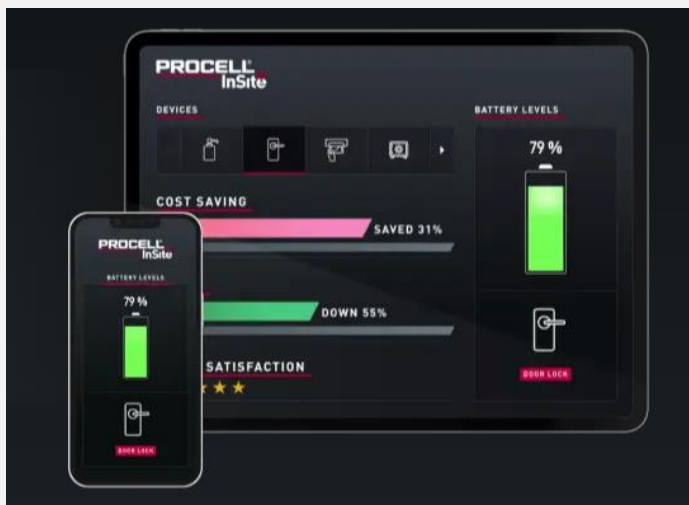 PROCELL
InSite
DEVICES
COST SAVING
SAVED 31%
DOWN 55%
SATISFACTION
BATTERY LEVELS
79 %
DOOR LOCK
PROCELL
InSite
BATTERY LEVELS
79 %
DOOR LOCK